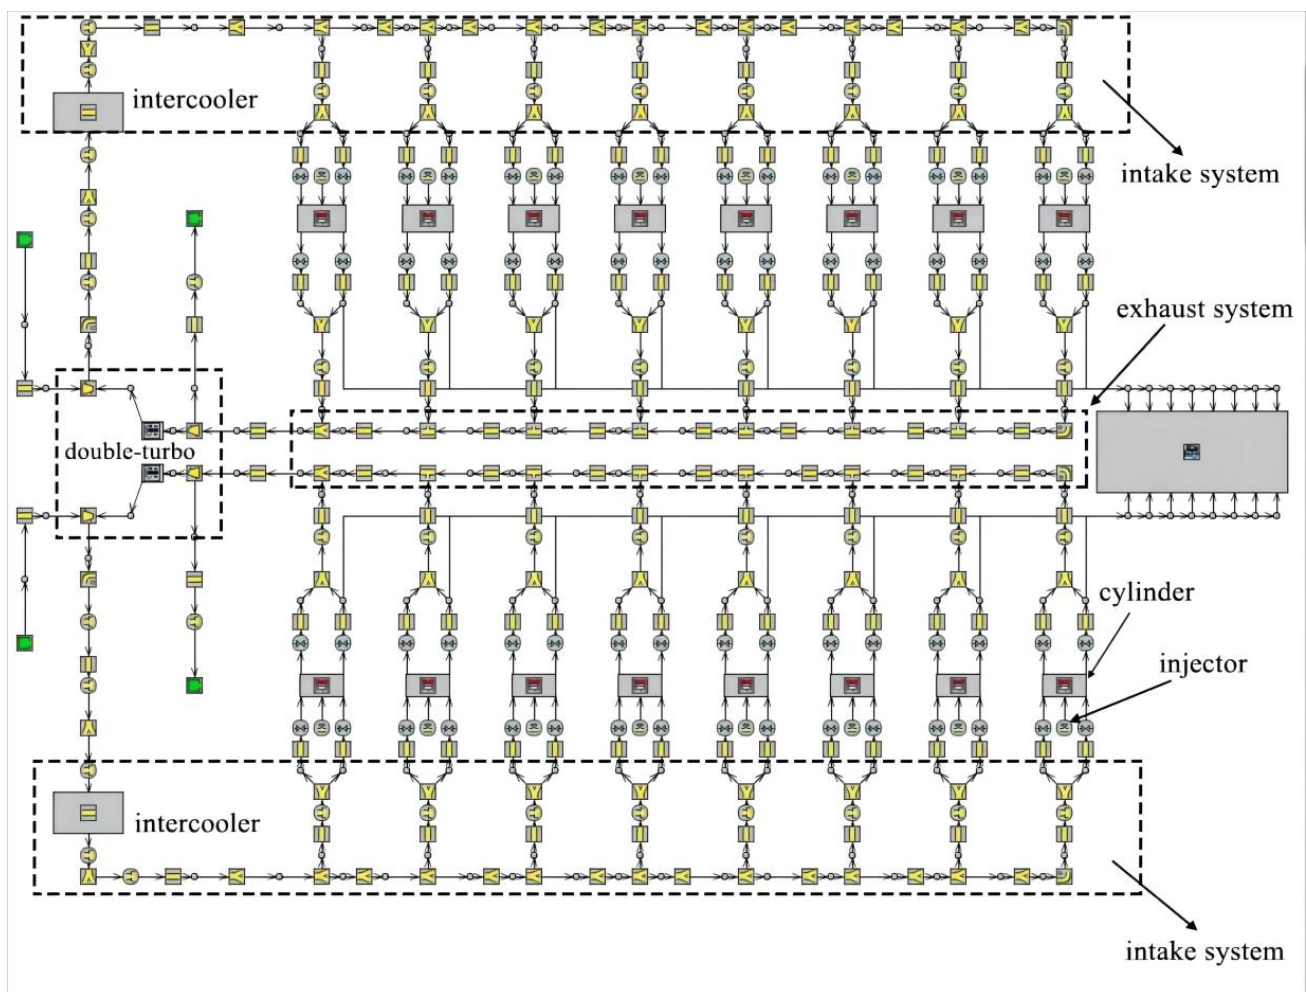 intercooler
intake system
exhaust system
double-turbo
cylinder
injector
intercooler
intake system